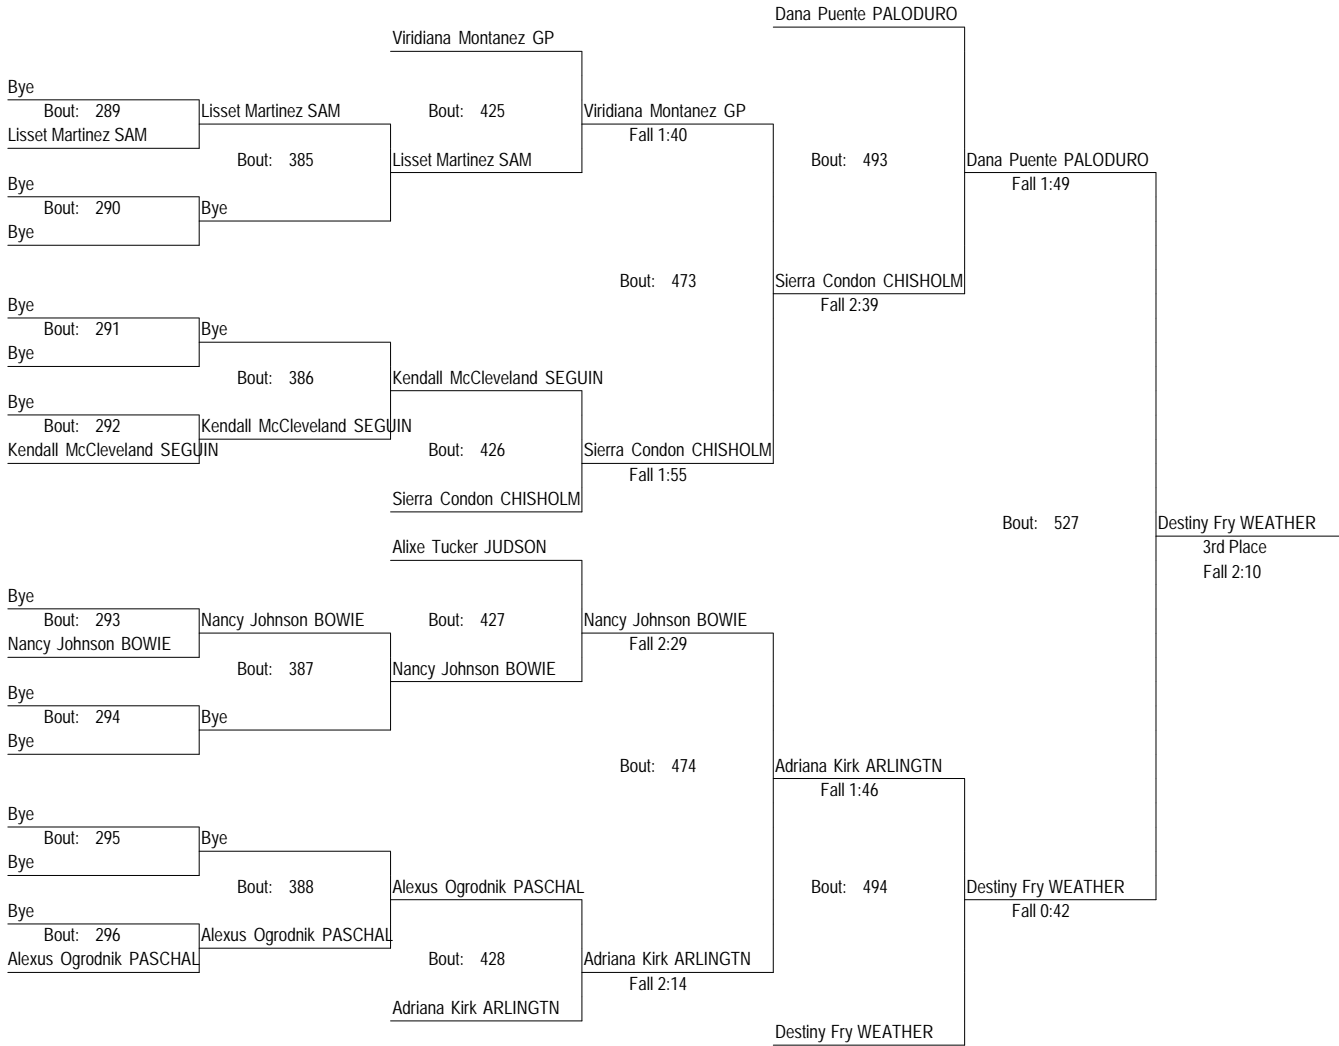 Dana Puente PALODURO
Viridiana Montanez GP
Bye
Bout: 289
Lisset Martinez SAM
Bout: 425
Viridiana Montanez GP
Lisset Martinez SAM
Fall 1:40
Bout: 385
Lisset Martinez SAM
Bout: 493
Dana Puente PALODURO
Bye
Fall 1:49
Bout: 290
Bye
Bye
Bout: 473
Sierra Condon CHISHOLM
Bye
Fall 2:39
Bout: 291
Bye
Bye
Bout: 386
Kendall McCleveland SEGUIN
Bye
Bout: 292
Kendall McCleveland SEGUIN
Kendall McCleveland SEGUIN
Bout: 426
Sierra Condon CHISHOLM
Fall 1:55
Sierra Condon CHISHOLM
Bout: 527
Destiny Fry WEATHER
Alixe Tucker JUDSON
3rd Place
Fall 2:10
Bye
Bout: 293
Nancy Johnson BOWIE
Bout: 427
Nancy Johnson BOWIE
Nancy Johnson BOWIE
Fall 2:29
Bout: 387
Nancy Johnson BOWIE
Bye
Bout: 294
Bye
Bye
Bout: 474
Adriana Kirk ARLINGTN
Fall 1:46
Bye
Bout: 295
Bye
Bye
Bout: 388
Alexus Ogrodnik PASCHAL
Bout: 494
Destiny Fry WEATHER
Bye
Fall 0:42
Bout: 296
Alexus Ogrodnik PASCHAL
Alexus Ogrodnik PASCHAL
Bout: 428
Adriana Kirk ARLINGTN
Fall 2:14
Adriana Kirk ARLINGTN
Destiny Fry WEATHER